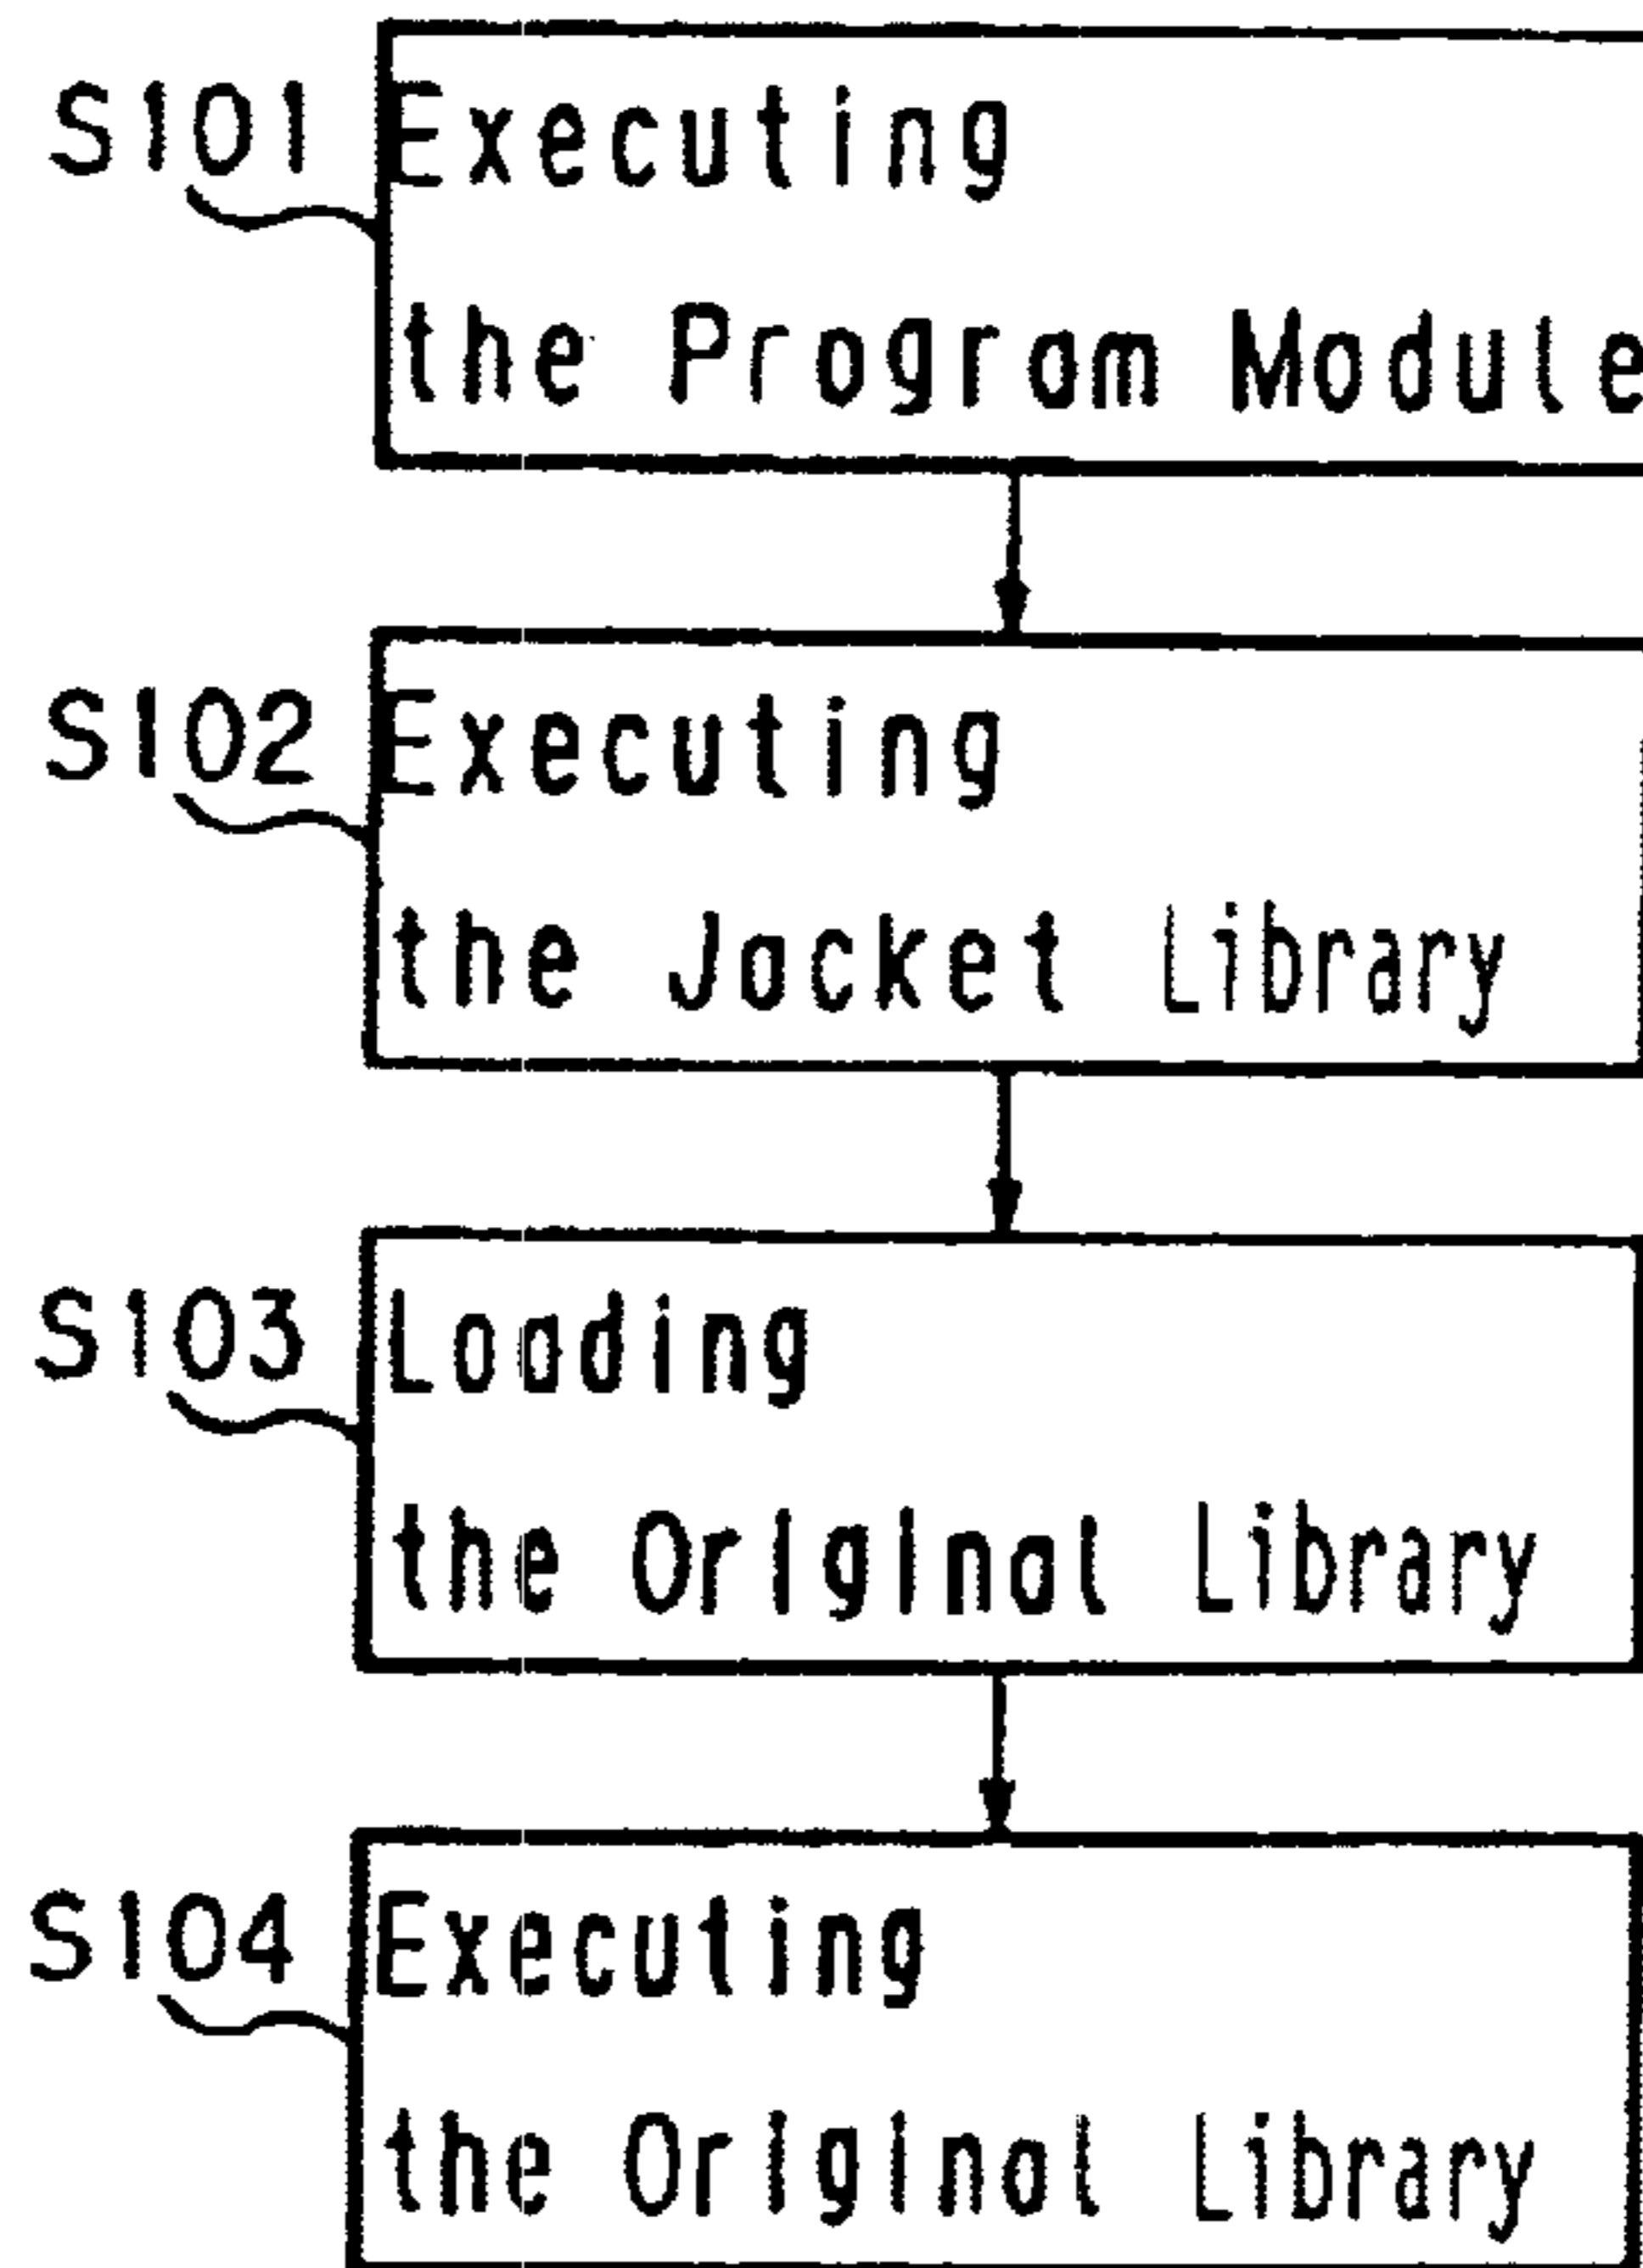 S101
Executing
the Program Module
S102
Executing
the Jacket Library
S103
Loading
the Original Library
S104
Executing
the Original Library